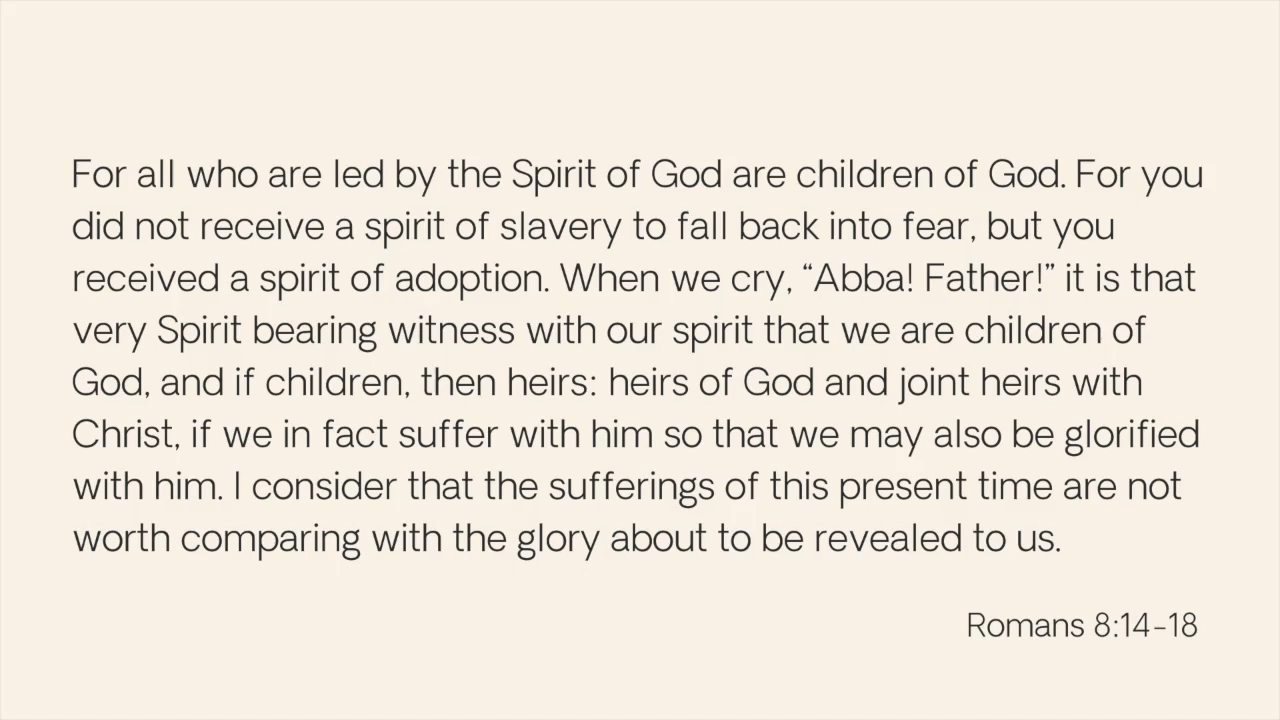 For all who are led by the Spirit of God are children of God. For you
did not receive a spirit of slavery to fall back into fear, but you
received a spirit of adoption. When we cry, “Abba! Father!” it is that
very Spirit bearing witness with our spirit that we are children of
God, and if children, then heirs: heirs of God and joint heirs with
Christ, if we in fact suffer with him so that we may also be glorified
with him. I consider that the sufferings of this present time are not
worth comparing with the glory about to be revealed to us.
Romans 8:14-18